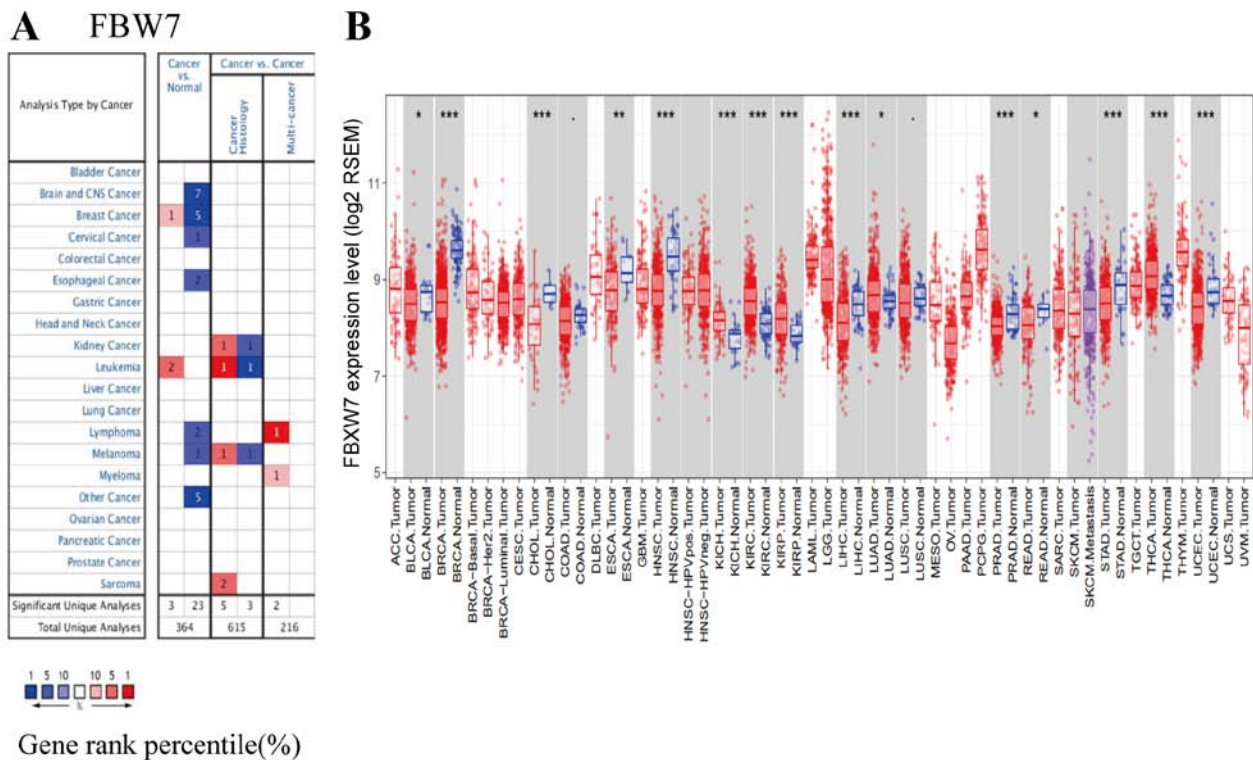 A FBW7
Analysis Type by Cancer
Cancer
vs.
Normal
Cancer vs. Cancer
Cancer
Histology
Multi-cancer
Bladder Cancer
Brain and CNS Cancer 7
Breast Cancer 1 5
Cervical Cancer 1
Colorectal Cancer
Esophageal Cancer 2
Gastric Cancer
Head and Neck Cancer
Kidney Cancer 1 1
Leukemia 2 1 1
Liver Cancer
Lung Cancer
Lymphoma 2 1
Melanoma 1 1 1
Myeloma 1
Other Cancer 5
Ovarian Cancer
Pancreatic Cancer
Prostate Cancer
Sarcoma 2
Significant Unique Analyses 3 23 5 3 2
Total Unique Analyses 364 615 216
1 5 10 10 5 1
%
Gene rank percentile(%)
B
* *** *** . ** *** *** *** *** *** * . *** * *** *** ***
FBXW7 expression level (log2 RSEM)
11
9
7
5
ACC.Tumor
BLCA.Tumor
BLCA.Normal
BRCA.Tumor
BRCA.Normal
BRCA-Basal.Tumor
BRCA-Her2.Tumor
BRCA-Luminal.Tumor
CESC.Tumor
CHOL.Tumor
CHOL.Normal
COAD.Tumor
COAD.Normal
DLBC.Tumor
ESCA.Tumor
ESCA.Normal
GBM.Tumor
HNSC.Tumor
HNSC.Normal
HNSC-HPVpos.Tumor
HNSC-HPVneg.Tumor
KICH.Tumor
KICH.Normal
KIRC.Tumor
KIRC.Normal
KIRP.Tumor
KIRP.Normal
LAML.Tumor
LGG.Tumor
LIHC.Tumor
LIHC.Normal
LUAD.Tumor
LUAD.Normal
LUSC.Tumor
LUSC.Normal
MESO.Tumor
OV.Tumor
PAAD.Tumor
PCPG.Tumor
PRAD.Tumor
PRAD.Normal
READ.Tumor
READ.Normal
SARC.Tumor
SKCM.Tumor
SKCM.Metastasis
STAD.Tumor
STAD.Normal
TGCT.Tumor
THCA.Tumor
THCA.Normal
THYM.Tumor
UCEC.Tumor
UCEC.Normal
UCS.Tumor
UVM.Tumor